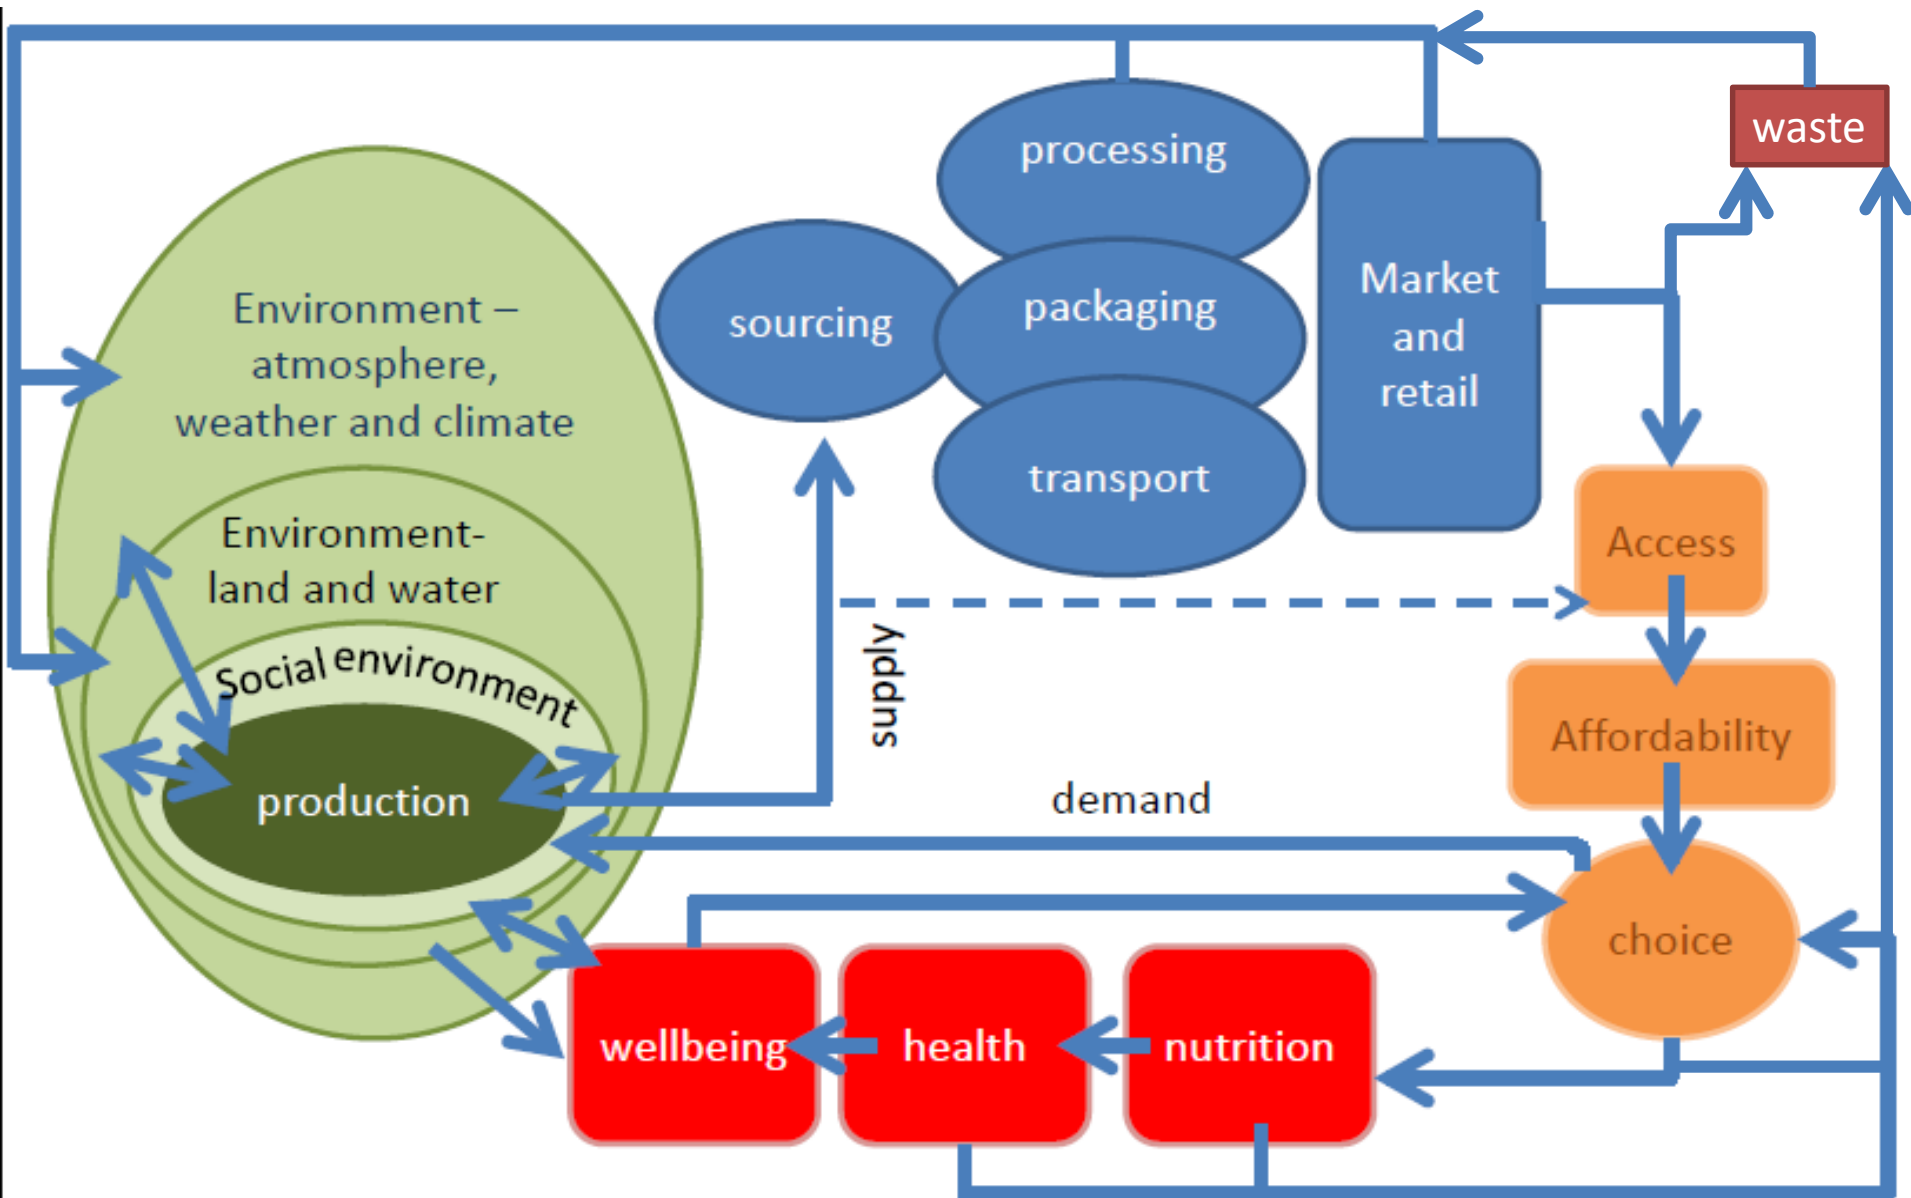 waste
processing
Market
and
retail
packaging
sourcing
transport
Environment –
atmosphere,
weather and climate
Environment-
land and water
Social environment
production
supply
demand
Access
Affordability
choice
wellbeing
health
nutrition